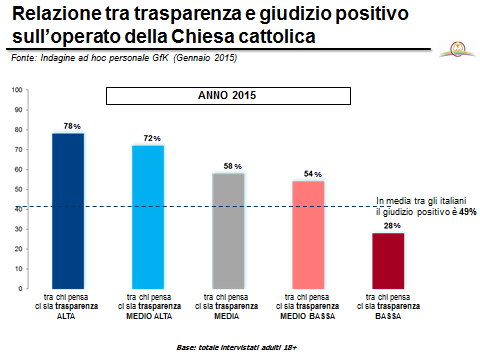 Relazione tra trasparenza e giudizio positivo
sull'operato della Chiesa cattolica
Fonte: Indagine ad hoc personale GfK (Gennaio 2015)
ANNO 2015
100
90
80
70
60
50
40
30
20
10
0
78%
72%
58%
54%
28%
In media tra gli italiani
il giudizio positivo è 49%
tra chi pensa
ci sia trasparenza
ALTA
tra chi pensa
ci sia trasparenza
MEDIO ALTA
tra chi pensa
ci sia trasparenza
MEDIA
tra chi pensa
ci sia trasparenza
MEDIO BASSA
tra chi pensa
ci sia trasparenza
BASSA
Base: totale intervistati adulti 18+